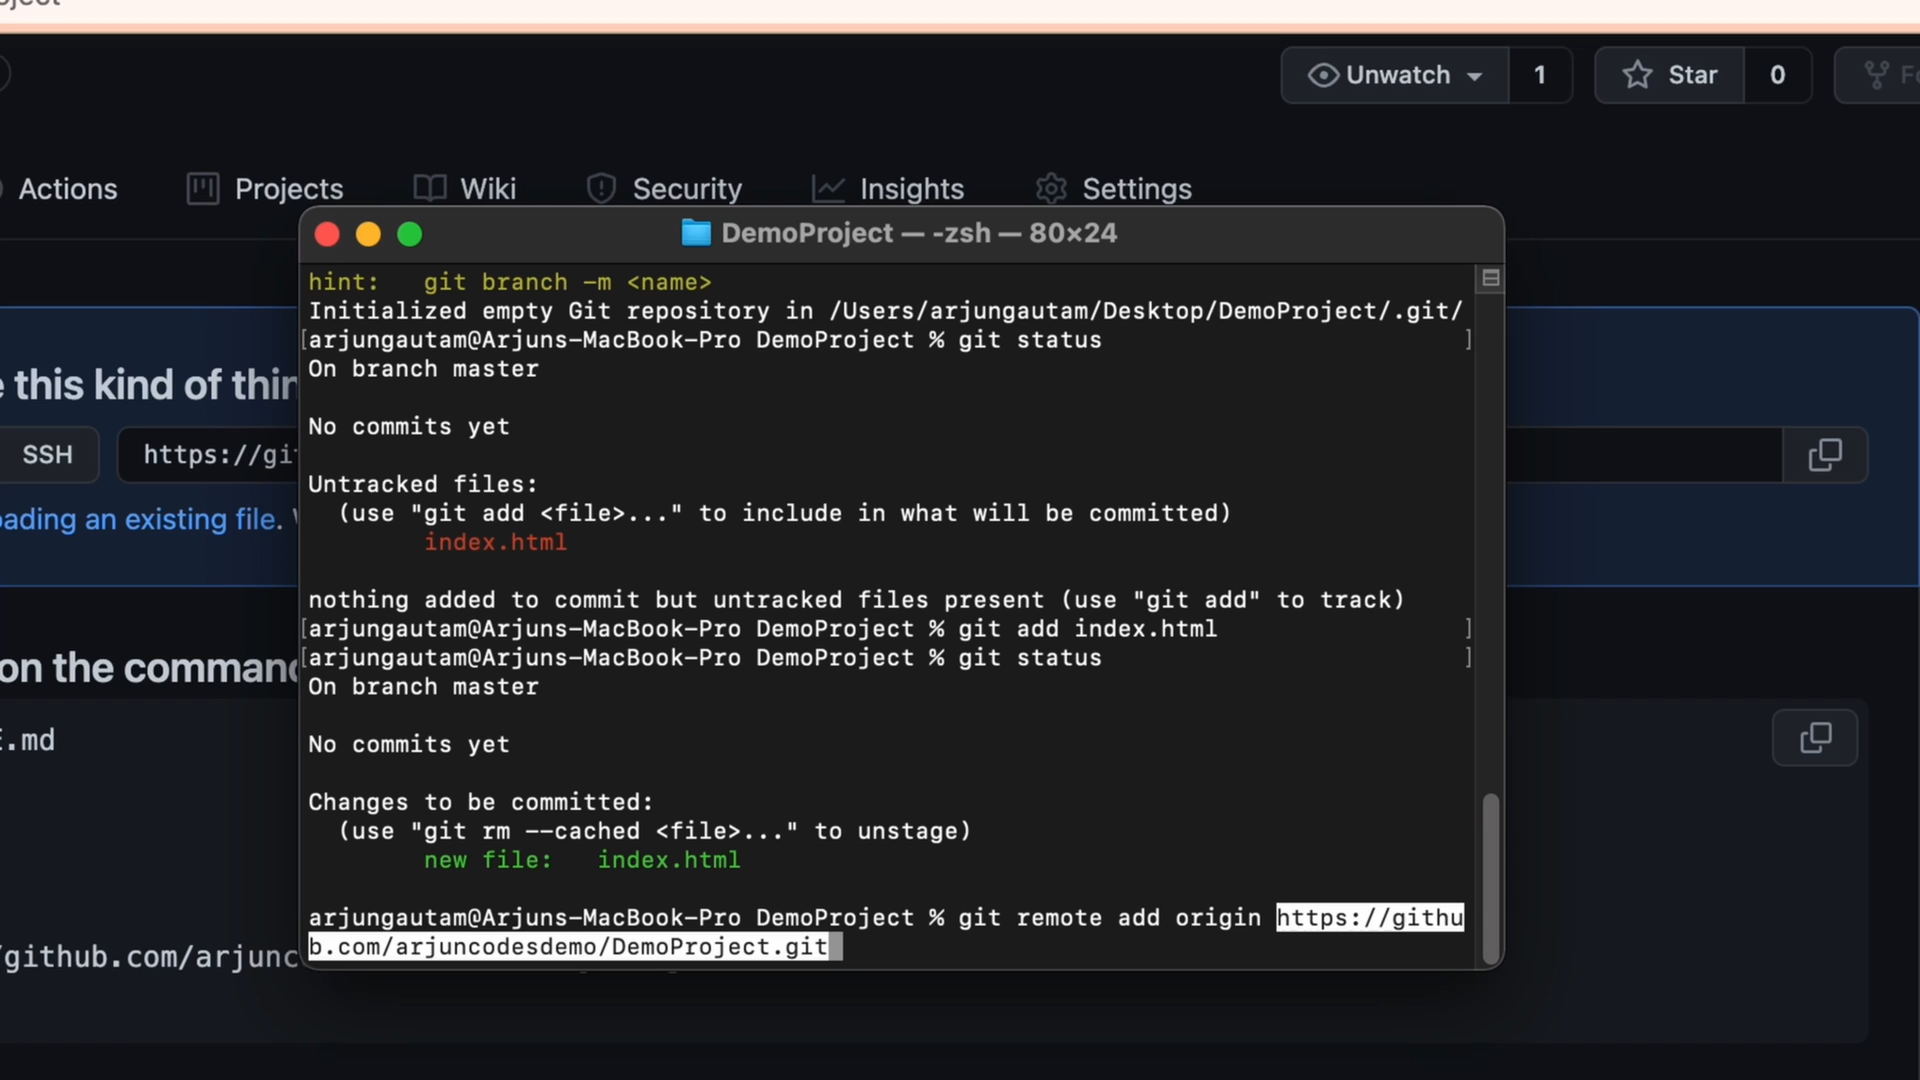 Unwatch 1 Star 0
Actions Projects Wiki Security Insights Settings
DemoProject — -zsh — 80×24
hint:   git branch -m <name>
Initialized empty Git repository in /Users/arjungautam/Desktop/DemoProject/.git/
[arjungautam@Arjuns-MacBook-Pro DemoProject % git status ]
On branch master
this kind of thin
No commits yet
SSH https://gi
Untracked files:
(use "git add <file>..." to include in what will be committed)
an existing file.
index.html
nothing added to commit but untracked files present (use "git add" to track)
[arjungautam@Arjuns-MacBook-Pro DemoProject % git add index.html ]
[arjungautam@Arjuns-MacBook-Pro DemoProject % git status ]
on the command
On branch master
.md
No commits yet
Changes to be committed:
(use "git rm --cached <file>..." to unstage)
new file:   index.html
arjungautam@Arjuns-MacBook-Pro DemoProject % git remote add origin https://githu
b.com/arjuncodesdemo/DemoProject.git
/github.com/arjunc